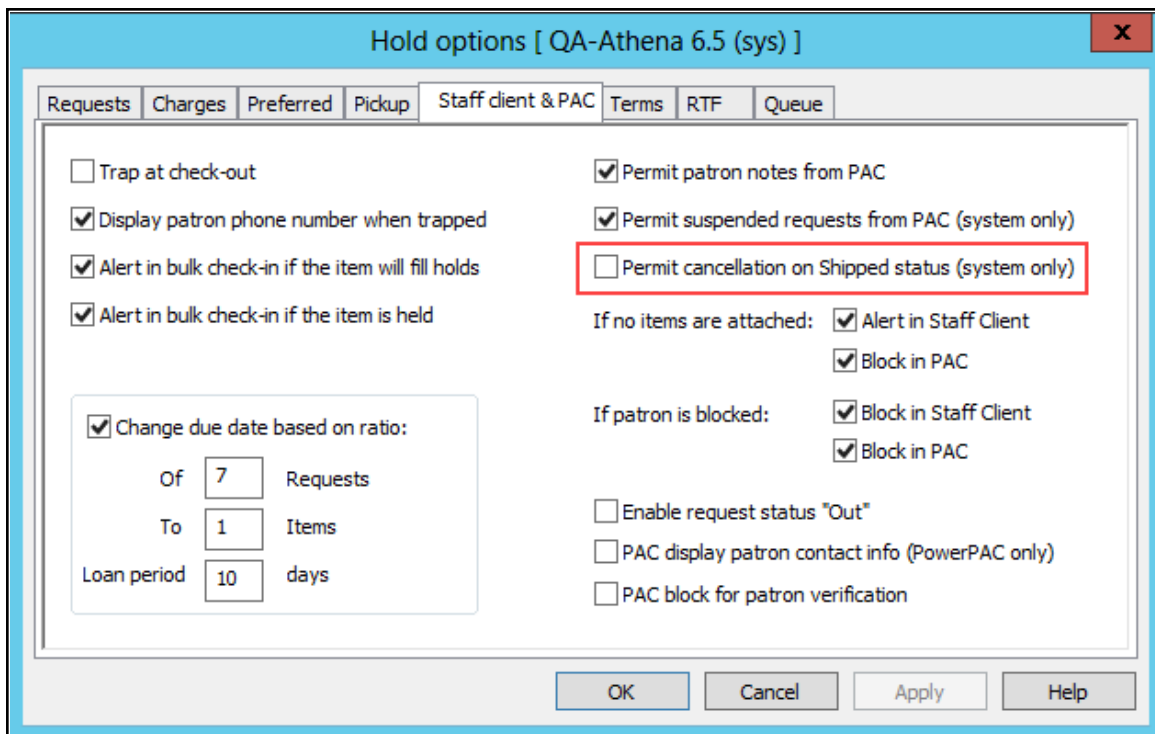 Hold options [ QA-Athena 6.5 (sys) ]
x
Requests Charges Preferred Pickup Staff client & PAC Terms RTF Queue
Trap at check-out
Display patron phone number when trapped
Alert in bulk check-in if the item will fill holds
Alert in bulk check-in if the item is held
Change due date based on ratio:
Of 7 Requests
To 1 Items
Loan period 10 days
Permit patron notes from PAC
Permit suspended requests from PAC (system only)
Permit cancellation on Shipped status (system only)
If no items are attached: Alert in Staff Client
Block in PAC
If patron is blocked: Block in Staff Client
Block in PAC
Enable request status "Out"
PAC display patron contact info (PowerPAC only)
PAC block for patron verification
OK Cancel Apply Help